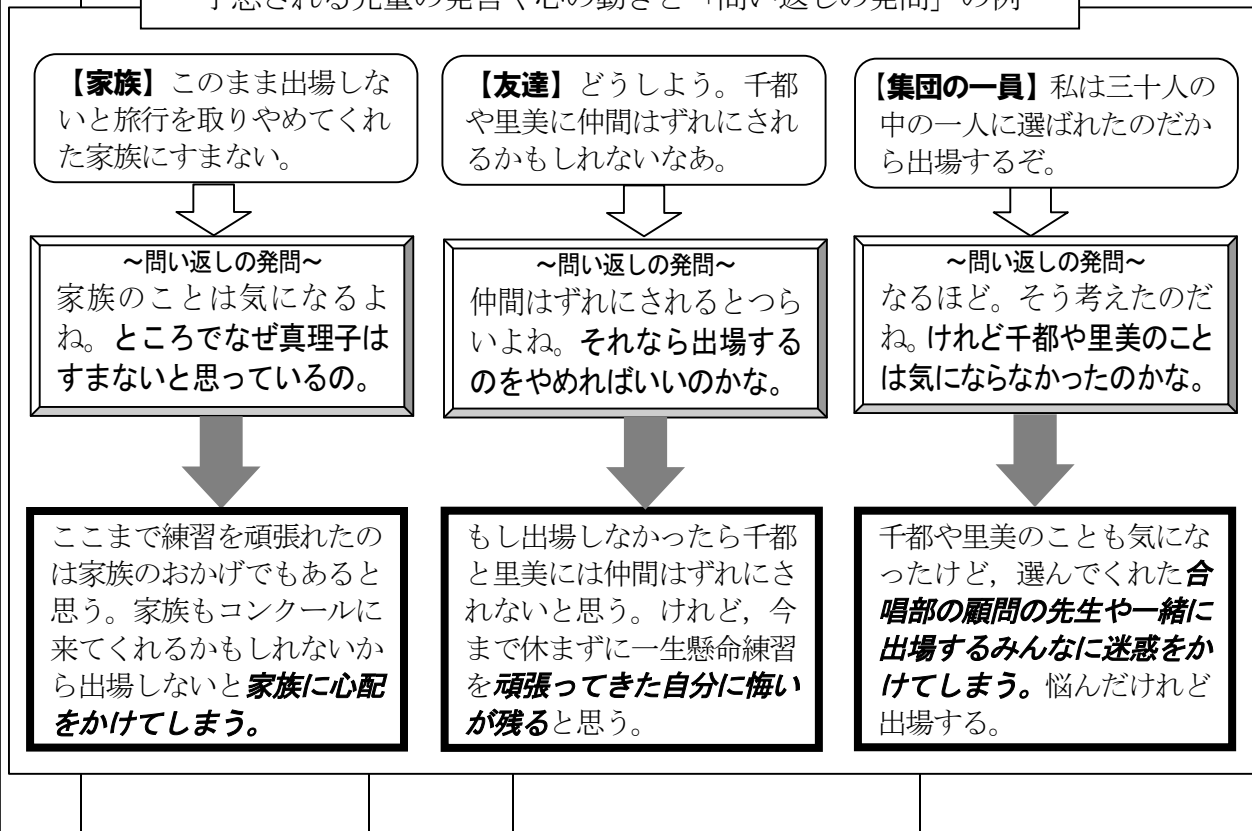 予想される児童の発言や心の動きと「問い返しの発問」の例
【家族】このまま出場しな
いと旅行を取りやめてくれ
た家族にすまない。
~問い返しの発問~
家族のことは気になるよ
ね。ところでなぜ真理子は
すまないと思っているの。
ここまで練習を頑張れたの
は家族のおかげでもあると
思う。家族もコンクールに
来てくれるかもしれないか
ら出場しないと家族に心配
をかけてしまう。
【友達】どうしよう。千都
や里美に仲間はずれにされ
るかもしれないなあ。
~問い返しの発問~
仲間はずれにされるとつら
いよね。それなら出場する
のをやめればいいのかな。
もし出場しなかったら千都
と里美には仲間はずれにさ
れないと思う。けれど，今
まで休まずに一生懸命練習
を頑張ってきた自分に悔い
が残ると思う。
【集団の一員】私は三十人の
中の一人に選ばれたのだか
ら出場するぞ。
~問い返しの発問~
なるほど。そう考えたのだ
ね。けれど千都や里美のこと
は気にならなかったのかな。
千都や里美のことも気にな
ったけど，選んでくれた合
唱部の顧問の先生や一緒に
出場するみんなに迷惑をか
けてしまう。悩んだけれど
出場する。